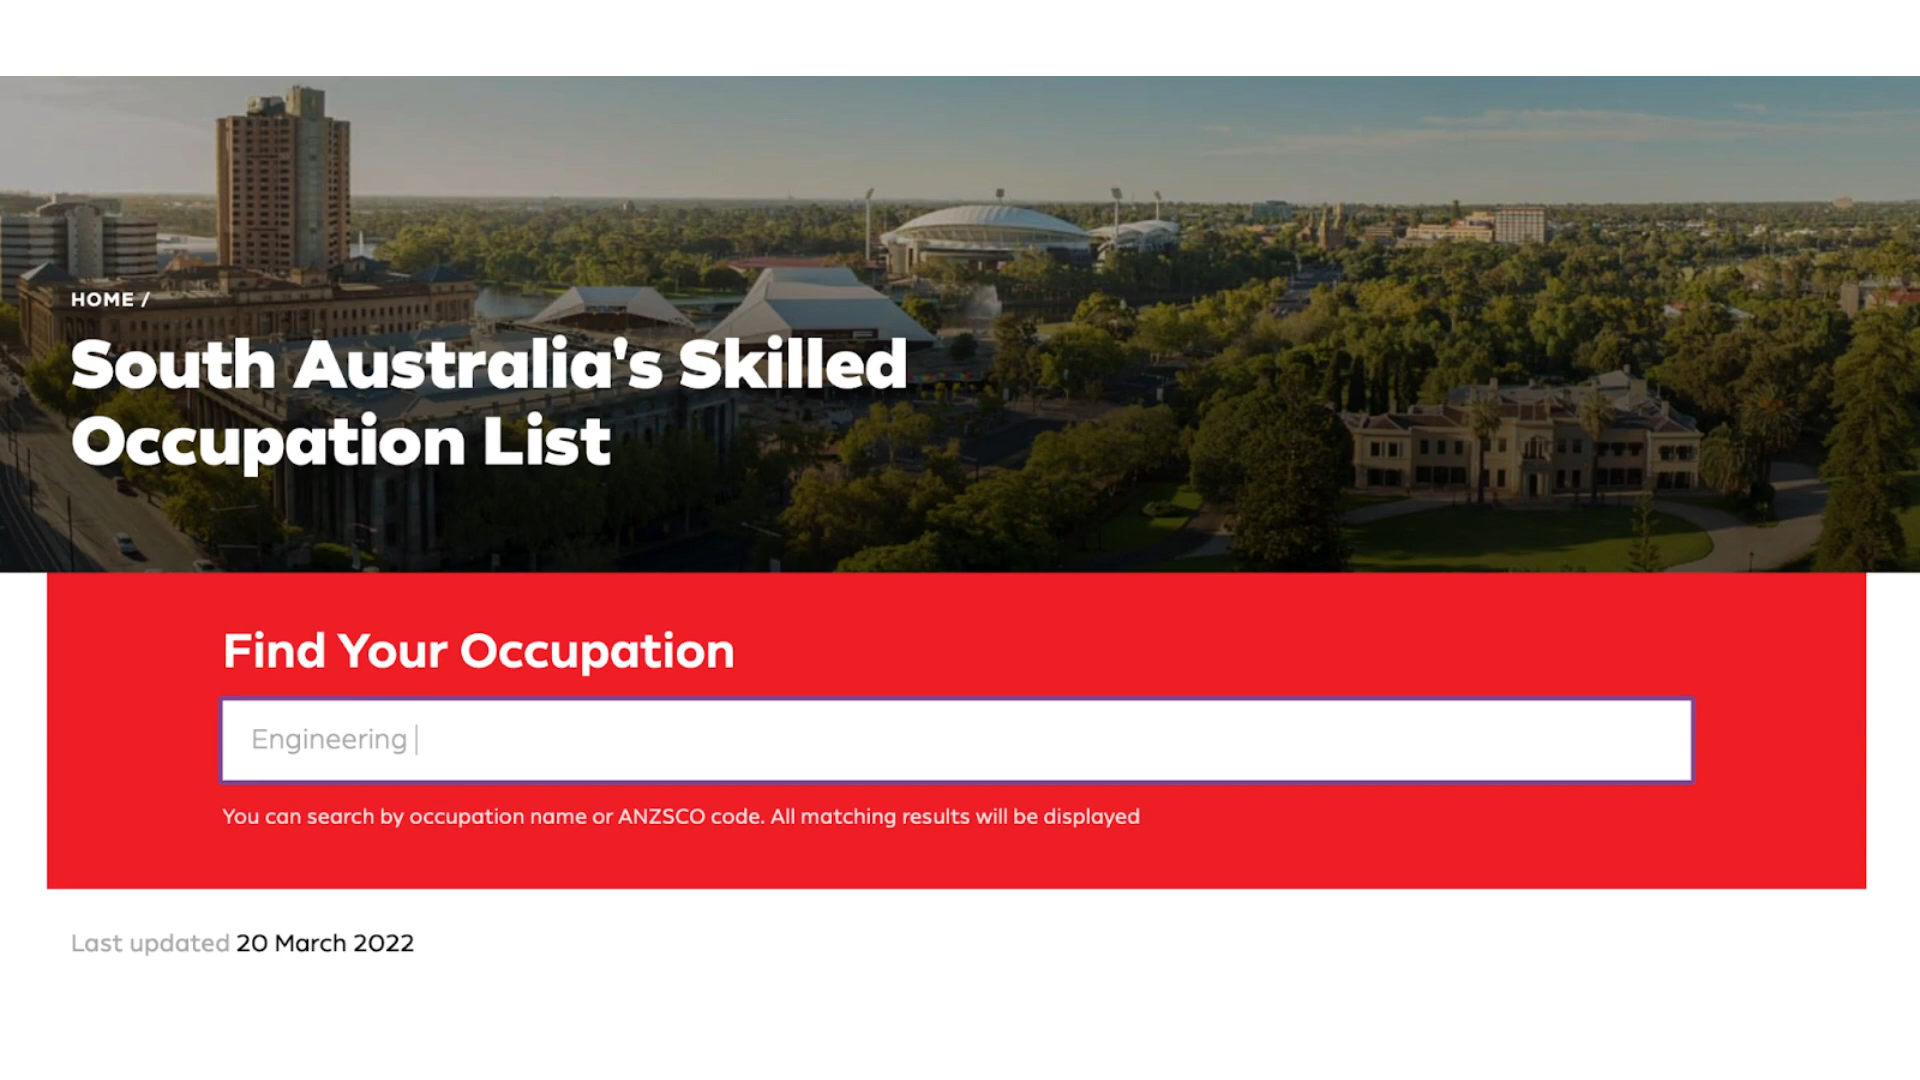 HOME /
South Australia's Skilled
Occupation List
Find Your Occupation
Engineering
You can search by occupation name or ANZSCO code. All matching results will be displayed
Last updated 20 March 2022